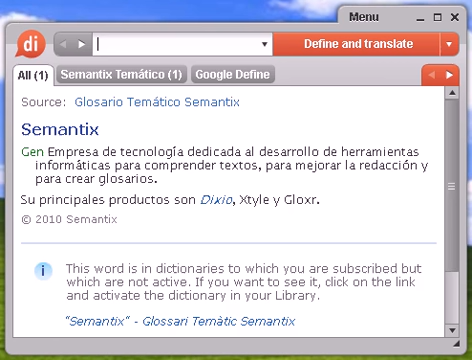 Menu
di
Define and translate
All (1) Semantix Temático (1) Google Define
Source: Glosario Temático Semantix
Semantix
Gen Empresa de tecnología dedicada al desarrollo de herramientas
informáticas para comprender textos, para mejorar la redacción y
para crear glosarios.
Su principales productos son Dixio, Xtyle y Gloxr.
© 2010 Semantix
i
This word is in dictionaries to which you are subscribed but
which are not active. If you want to see it, click on the link
and activate the dictionary in your Library.
"Semantix" - Glossari Temàtic Semantix